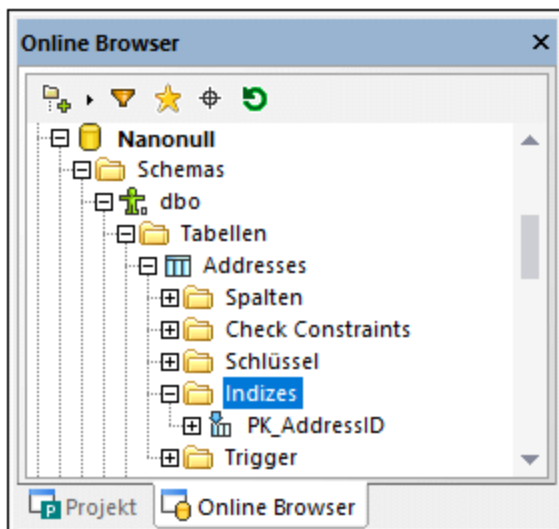 Online Browser
Nanonull
Schemas
dbo
Tabellen
Addresses
Spalten
Check Constraints
Schlüssel
Indizes
PK_AddressID
Trigger
Projekt Online Browser